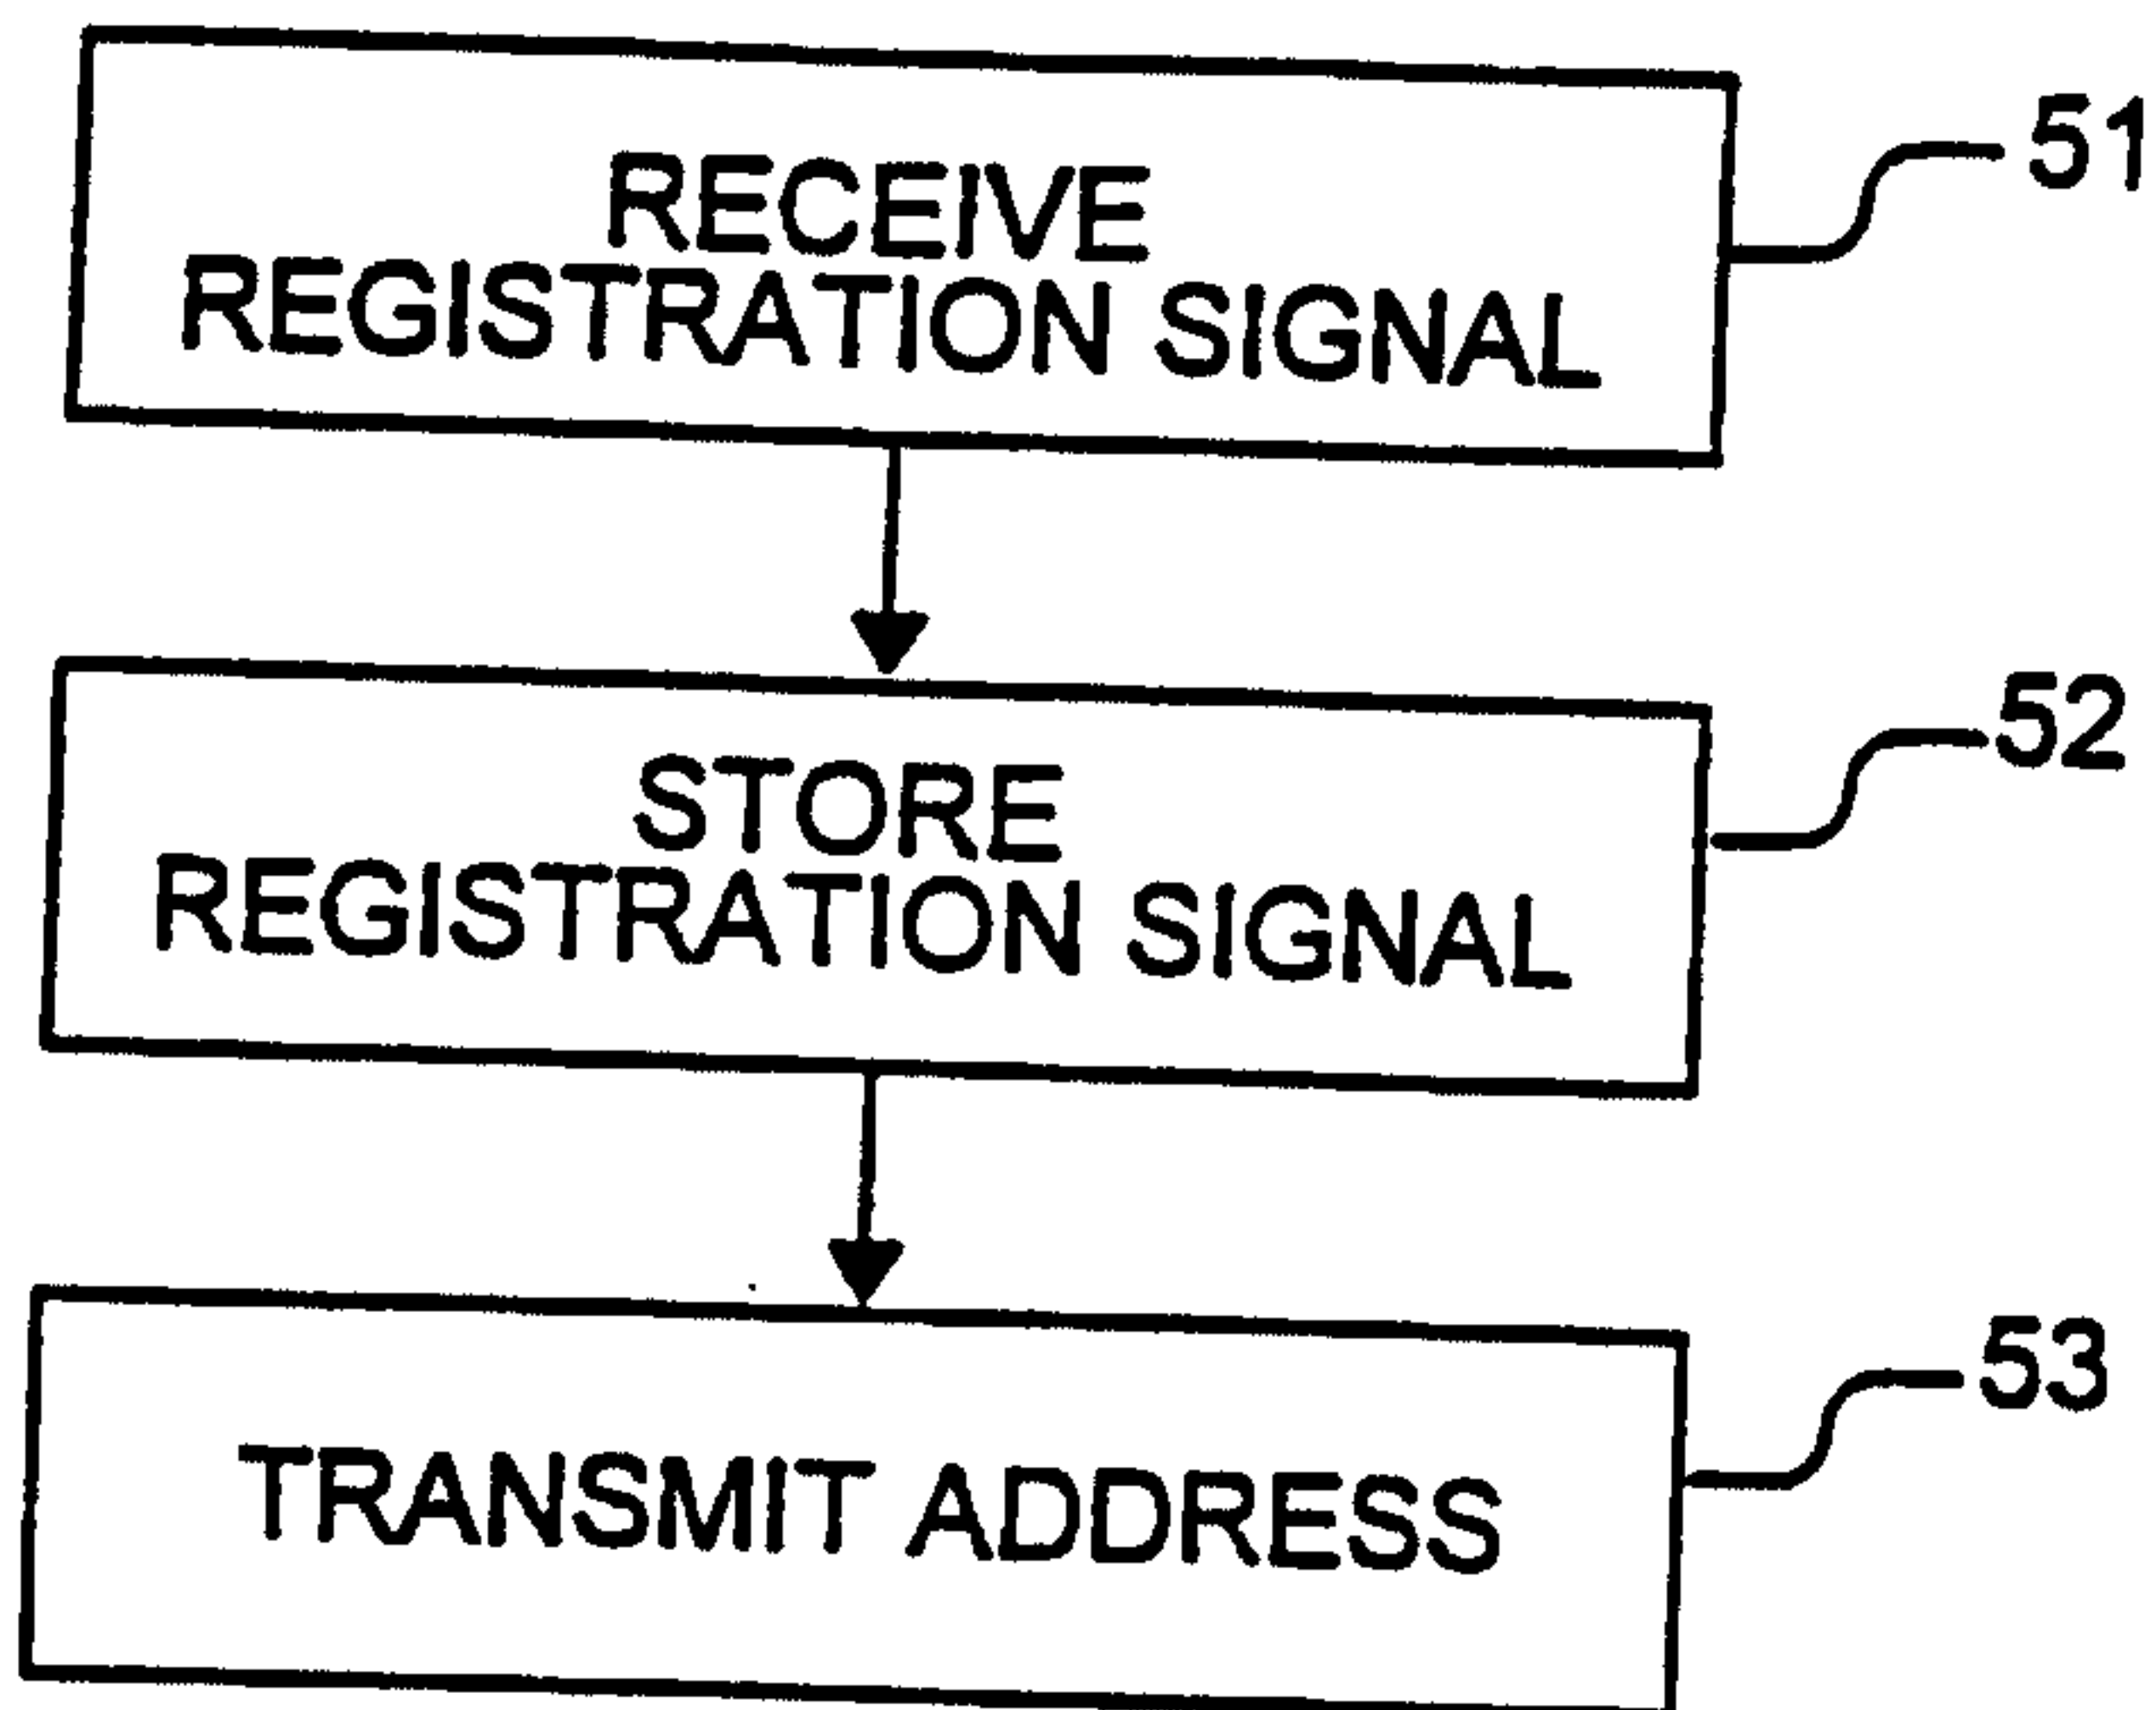 RECEIVE
REGISTRATION SIGNAL
51
STORE
REGISTRATION SIGNAL
52
TRANSMIT ADDRESS
53